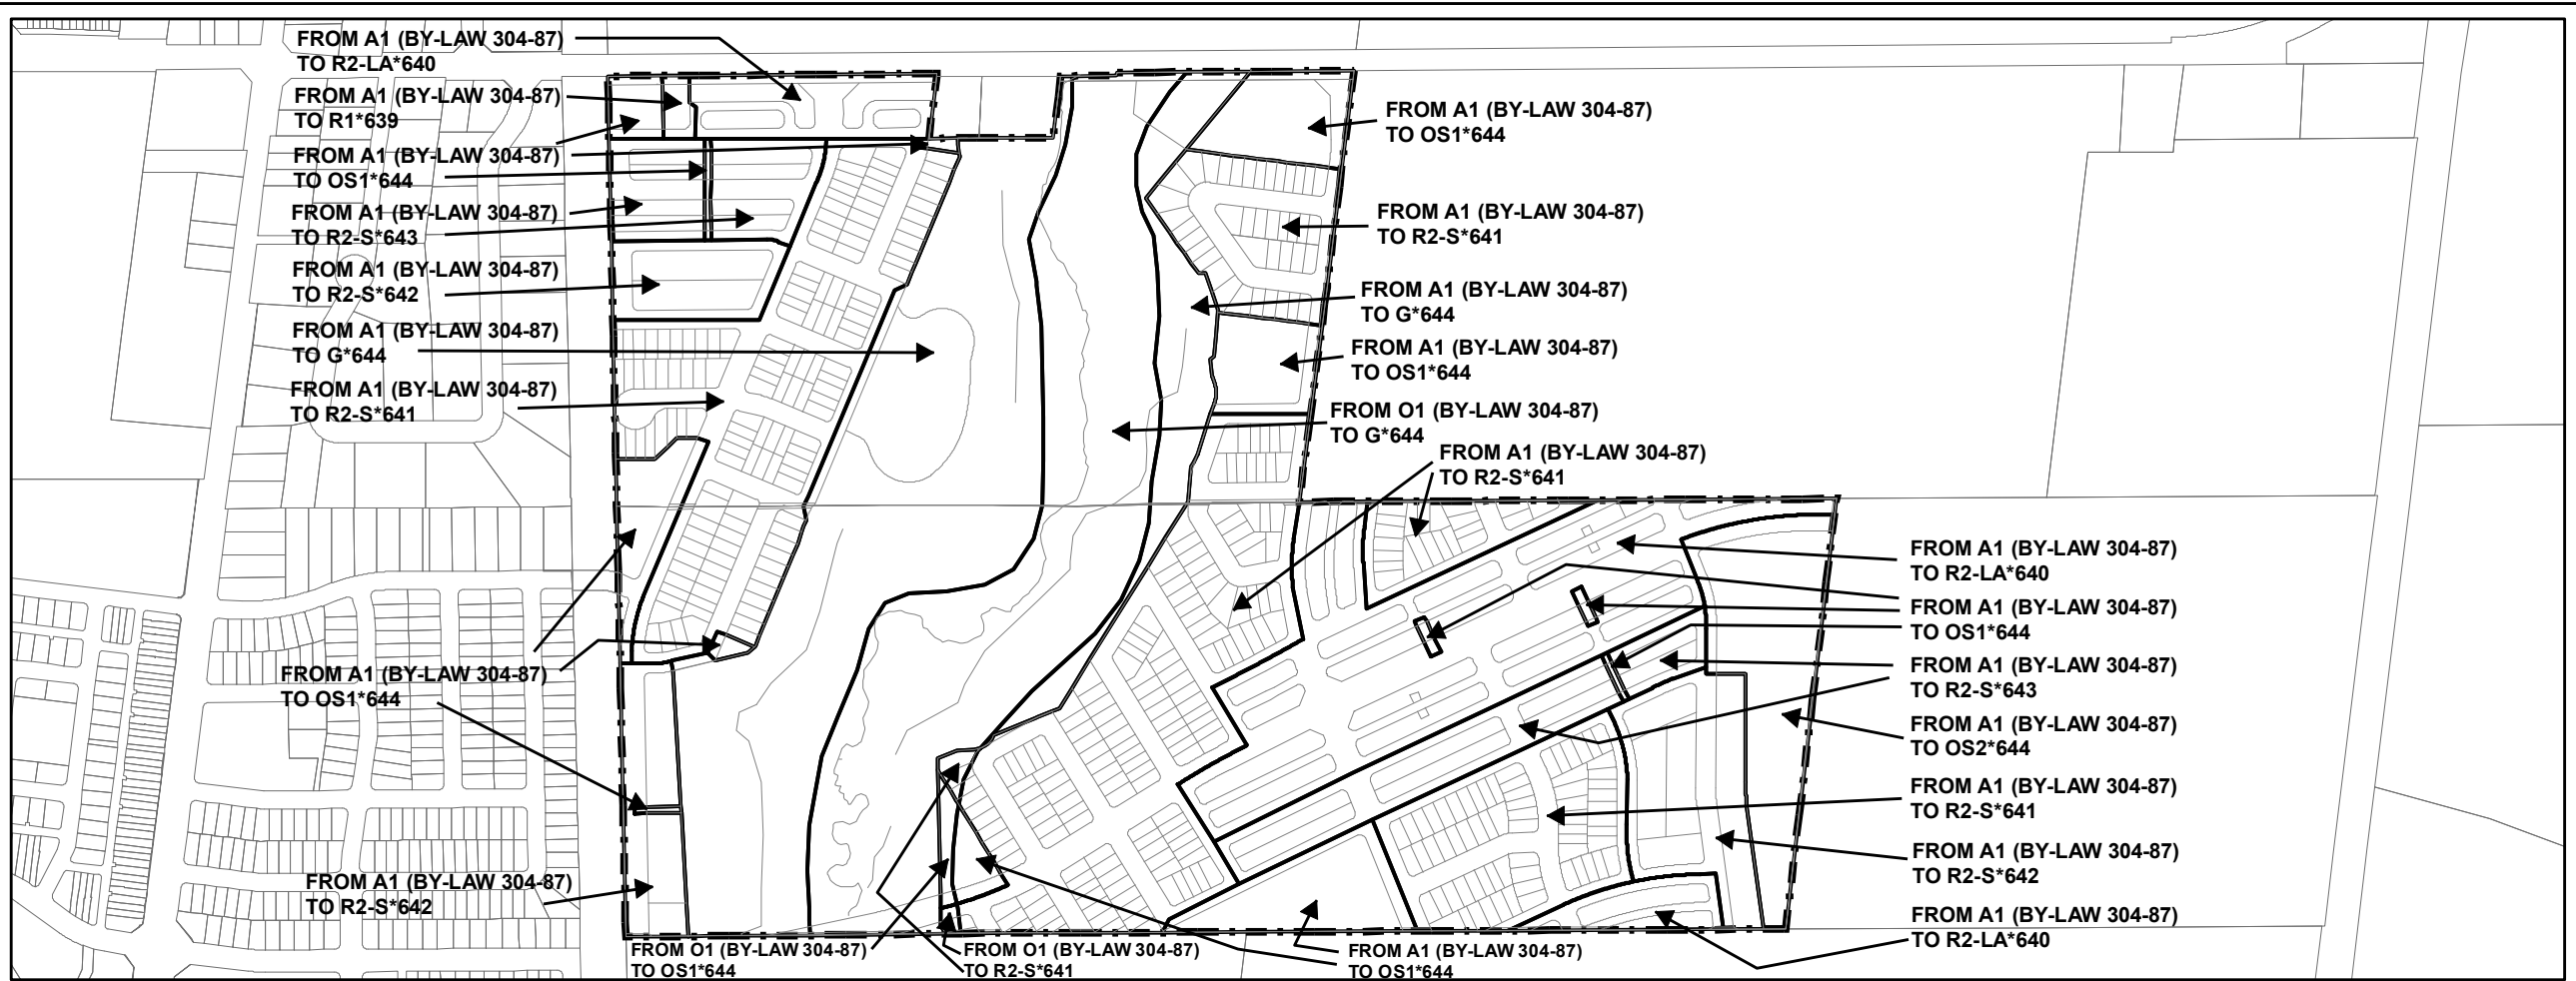 FROM A1 (BY-LAW 304-87)
TO R2-LA*640
FROM A1 (BY-LAW 304-87)
TO R1*639
FROM A1 (BY-LAW 304-87)
TO OS1*644
FROM A1 (BY-LAW 304-87)
TO R2-S*643
FROM A1 (BY-LAW 304-87)
TO R2-S*642
FROM A1 (BY-LAW 304-87)
TO G*644
FROM A1 (BY-LAW 304-87)
TO R2-S*641
FROM A1 (BY-LAW 304-87)
TO OS1*644
FROM A1 (BY-LAW 304-87)
TO R2-S*642
FROM A1 (BY-LAW 304-87)
TO OS1*644
FROM A1 (BY-LAW 304-87)
TO R2-S*641
FROM A1 (BY-LAW 304-87)
TO G*644
FROM A1 (BY-LAW 304-87)
TO OS1*644
FROM O1 (BY-LAW 304-87)
TO G*644
FROM A1 (BY-LAW 304-87)
TO R2-S*641
FROM A1 (BY-LAW 304-87)
TO R2-LA*640
FROM A1 (BY-LAW 304-87)
TO OS1*644
FROM A1 (BY-LAW 304-87)
TO R2-S*643
FROM A1 (BY-LAW 304-87)
TO OS2*644
FROM A1 (BY-LAW 304-87)
TO R2-S*641
FROM A1 (BY-LAW 304-87)
TO R2-S*642
FROM A1 (BY-LAW 304-87)
TO R2-LA*640
FROM O1 (BY-LAW 304-87)
TO OS1*644
FROM O1 (BY-LAW 304-87)
TO R2-S*641
FROM A1 (BY-LAW 304-87)
TO OS1*644